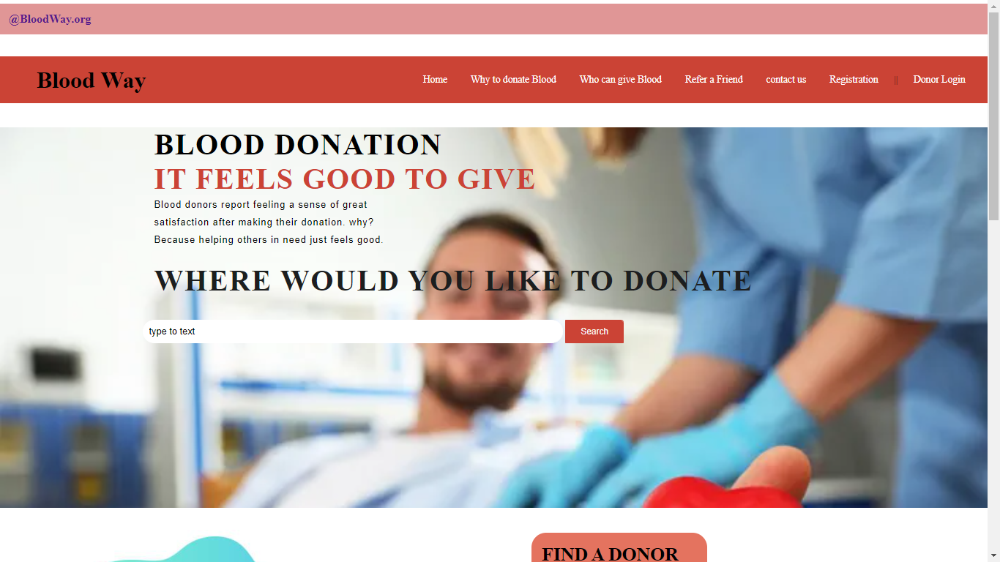 @BloodWay.org
Blood Way
Home Why to donate Blood Who can give Blood Refer a Friend contact us Registration || Donor Login
BLOOD DONATION
IT FEELS GOOD TO GIVE
Blood donors report feeling a sense of great
satisfaction after making their donation. why?
Because helping others in need just feels good.
WHERE WOULD YOU LIKE TO DONATE
type to text Search
FIND A DONOR